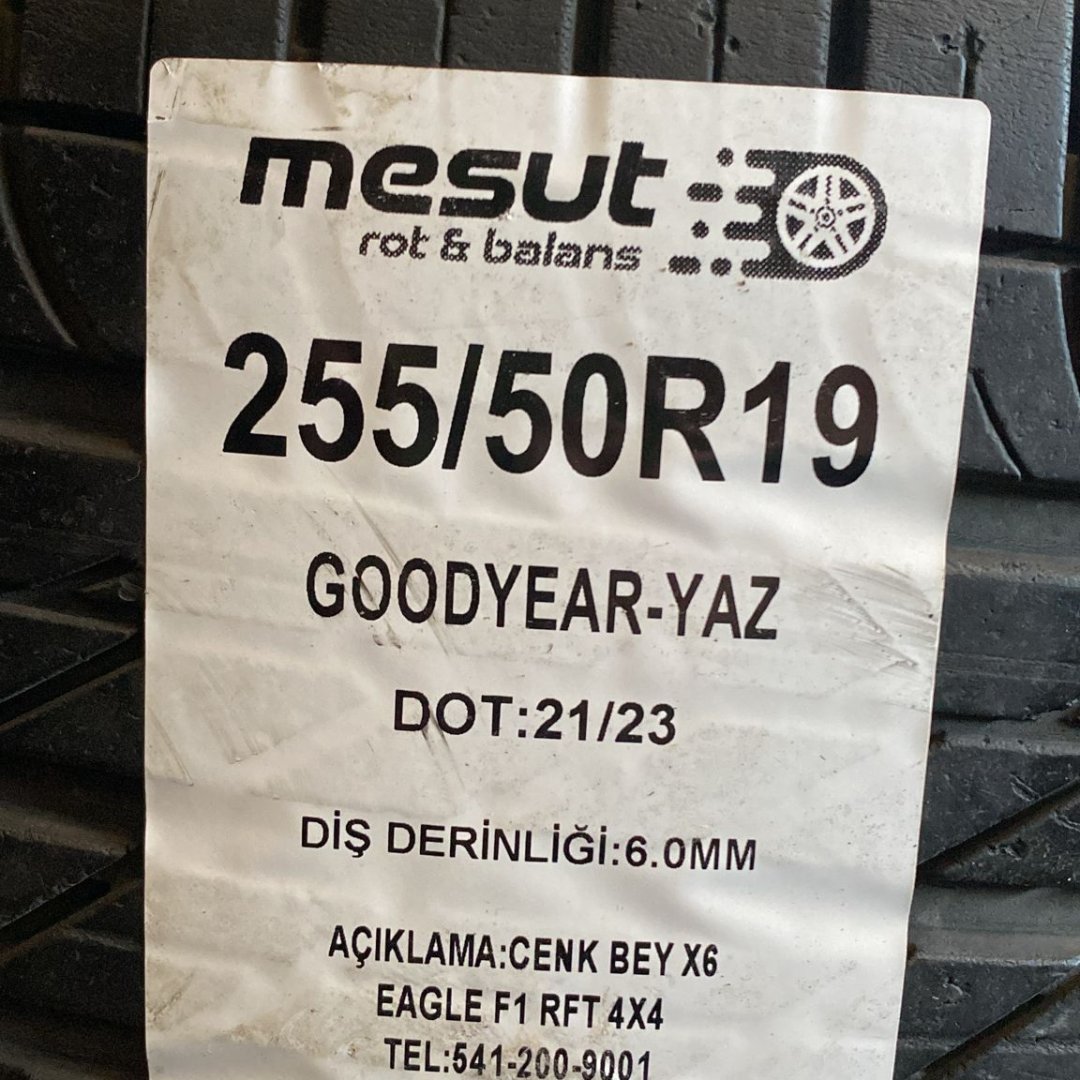 mesut
rot & balans
255/50R19
GOODYEAR-YAZ
DOT:21/23
DİŞ DERİNLİĞİ:6.0MM
AÇIKLAMA:CENK BEY X6
EAGLE F1 RFT 4X4
TEL:541-200-9001